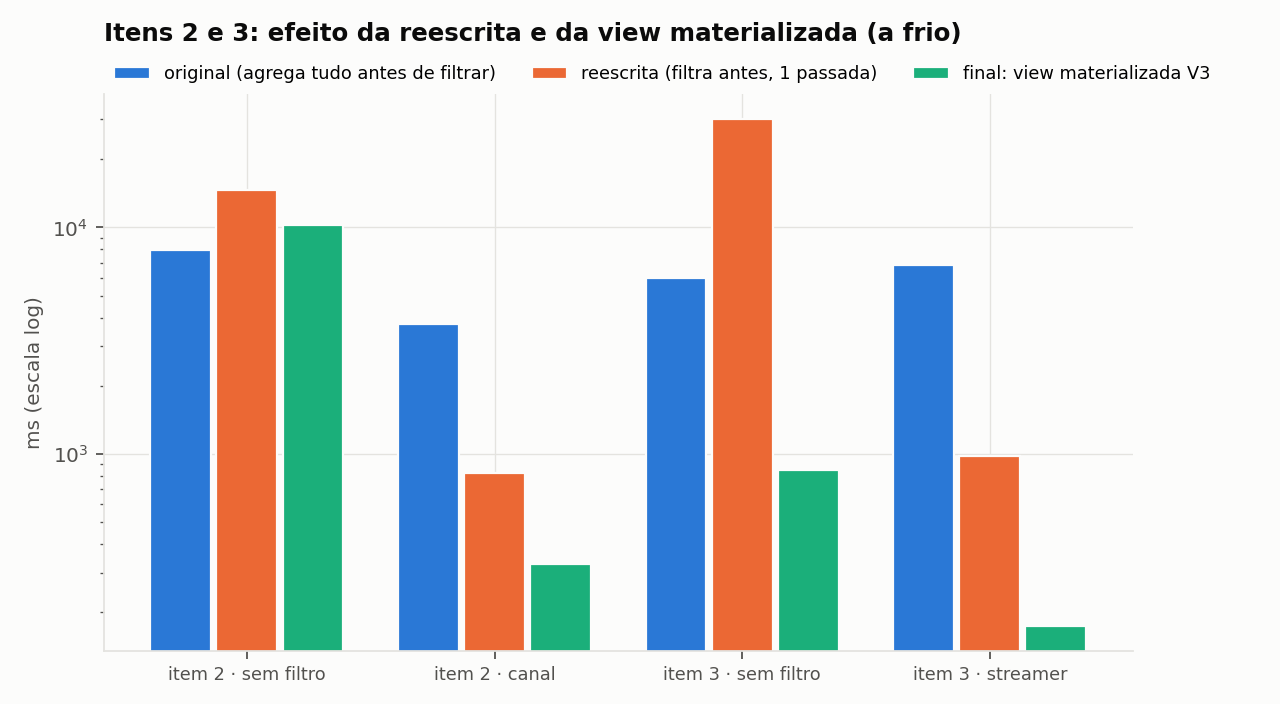 Itens 2 e 3: efeito da reescrita e da view materializada (a frio)
original (agrega tudo antes de filtrar) reescrita (filtra antes, 1 passada) final: view materializada V3
ms (escala log)
10⁴
10³
item 2 · sem filtro item 2 · canal item 3 · sem filtro item 3 · streamer